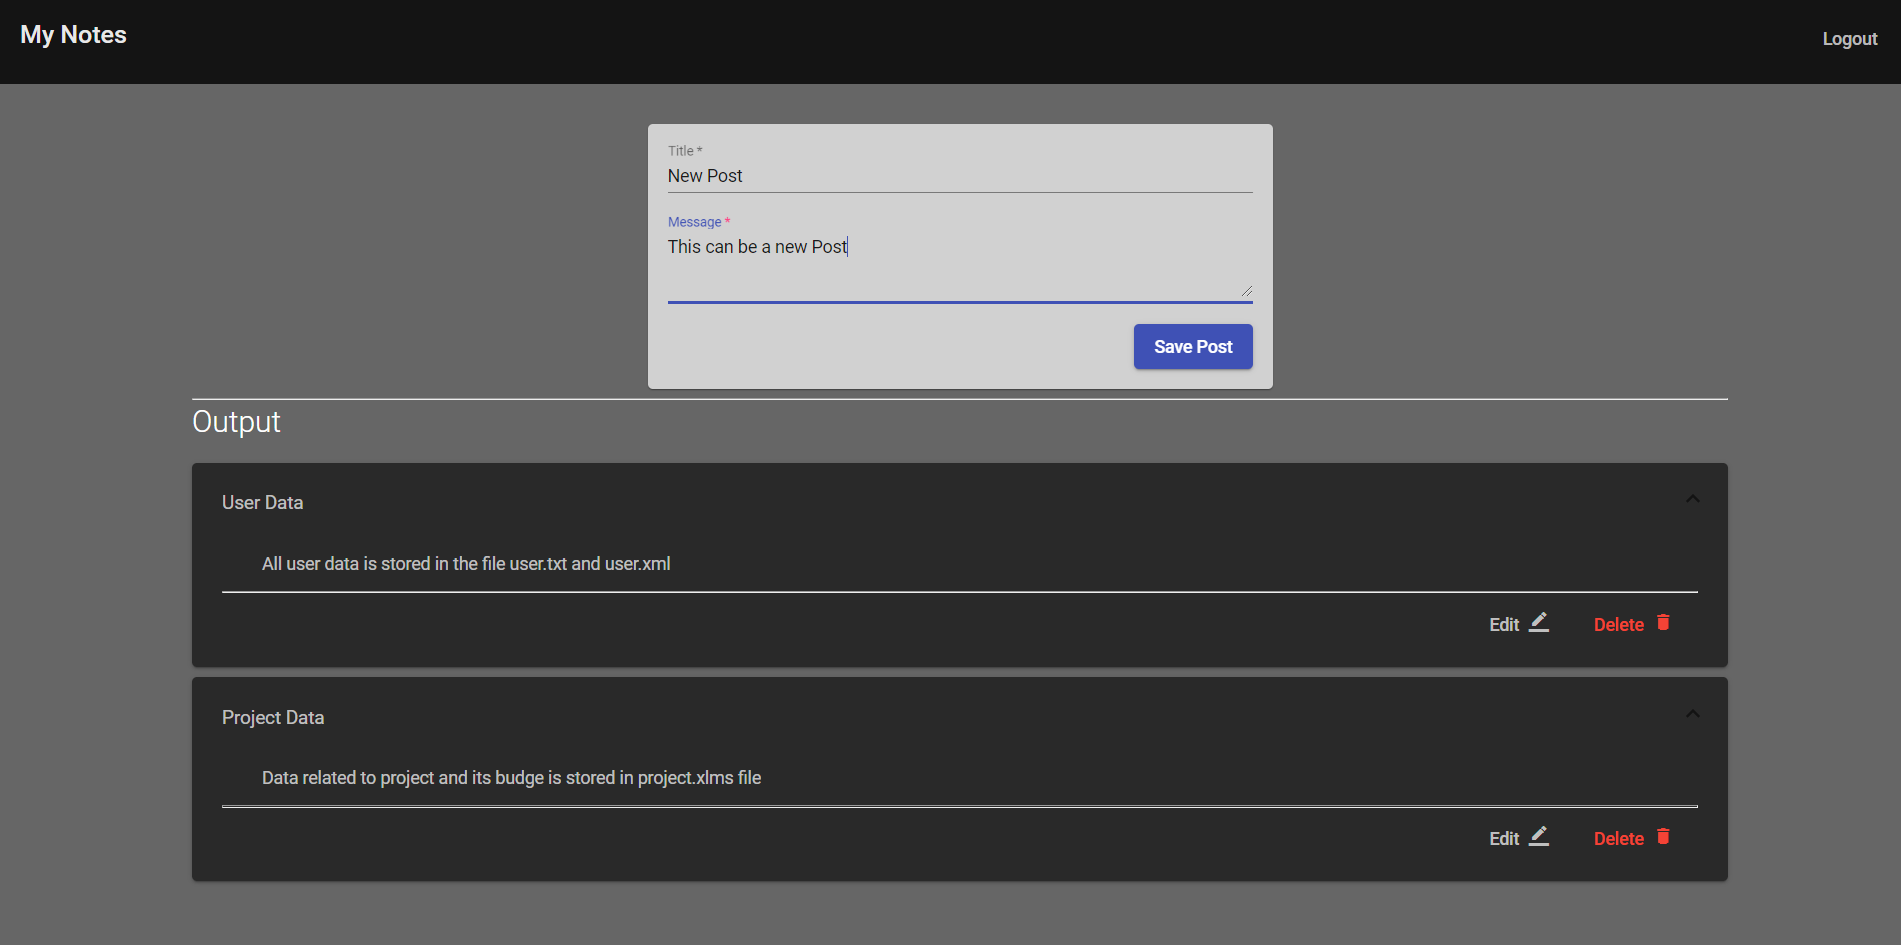 My Notes
Logout
Title *
New Post
Message *
This can be a new Post
Save Post
Output
User Data
All user data is stored in the file user.txt and user.xml
Edit Delete
Project Data
Data related to project and its budge is stored in project.xlms file
Edit Delete